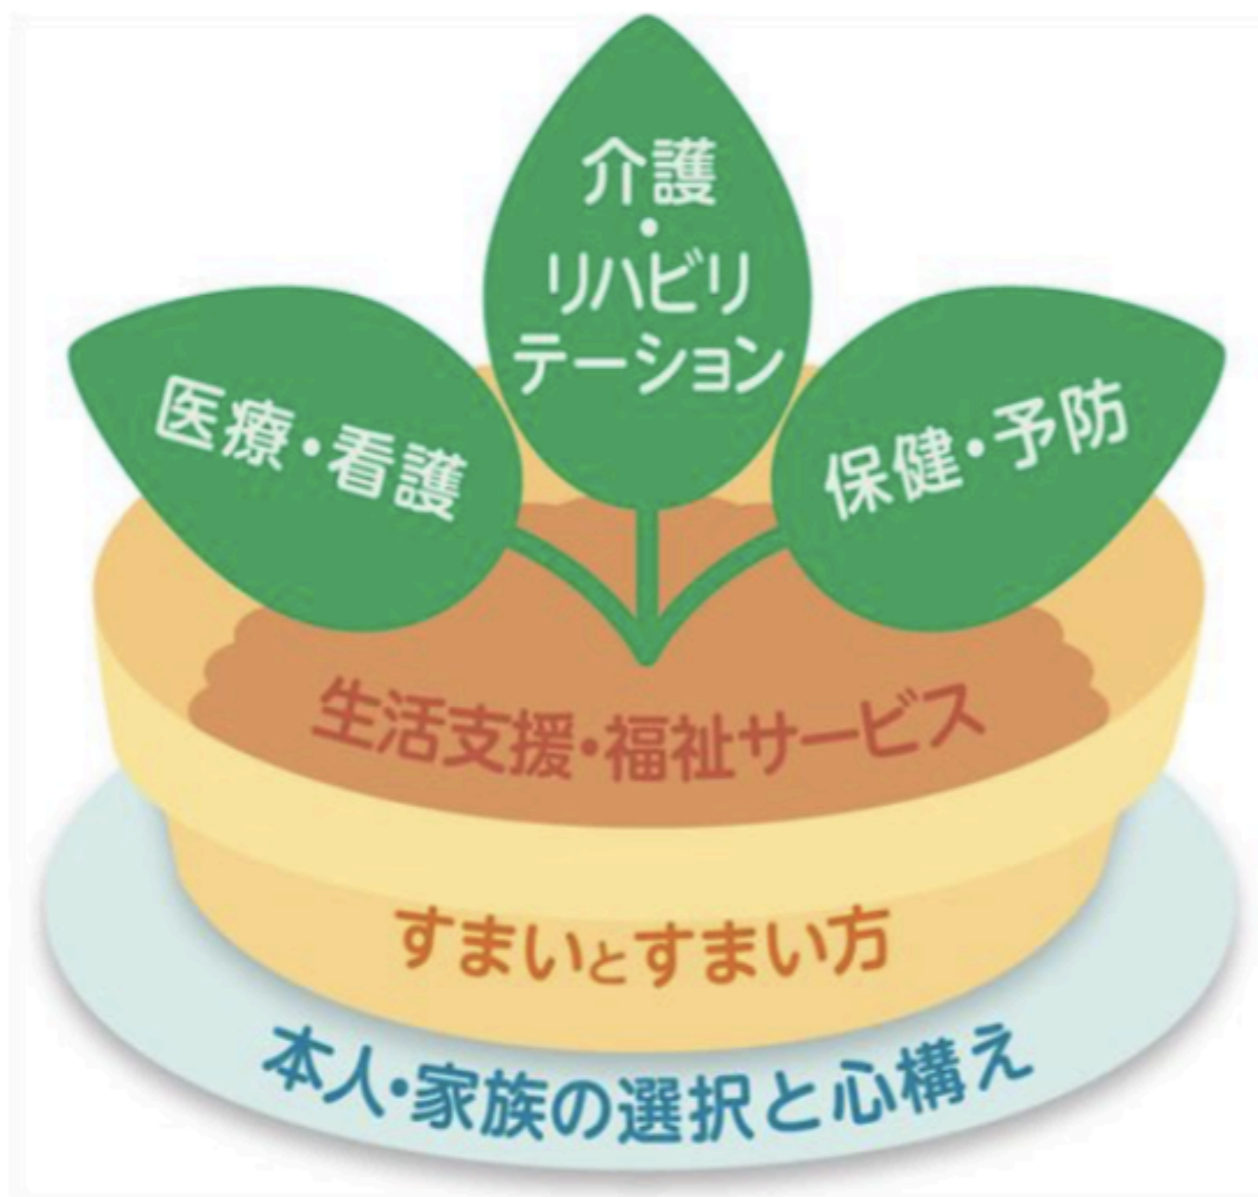 介護
・
リハビリ
テーション
医療・看護
保健・予防
生活支援・福祉サービス
すまいとすまい方
本人・家族の選択と心構え